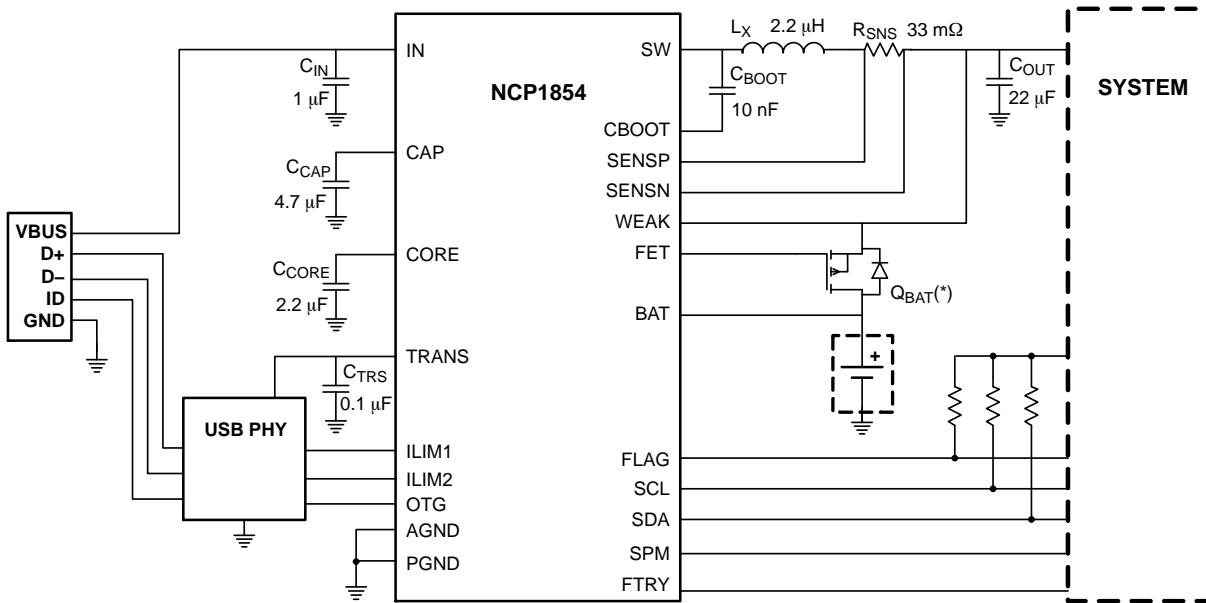 L_X 2.2 μH
R_SNS 33 mΩ
IN
SW
C_IN
1 μF
C_BOOT
10 nF
C_OUT
22 μF
SYSTEM
NCP1854
CBOOT
CAP
SENSP
C_CAP
4.7 μF
SENSN
WEAK
VBUS
D+
D–
ID
GND
CORE
FET
C_CORE
2.2 μF
Q_BAT(*)
BAT
+
TRANS
C_TRS
0.1 μF
USB PHY
ILIM1
ILIM2
OTG
AGND
PGND
FLAG
SCL
SDA
SPM
FTRY